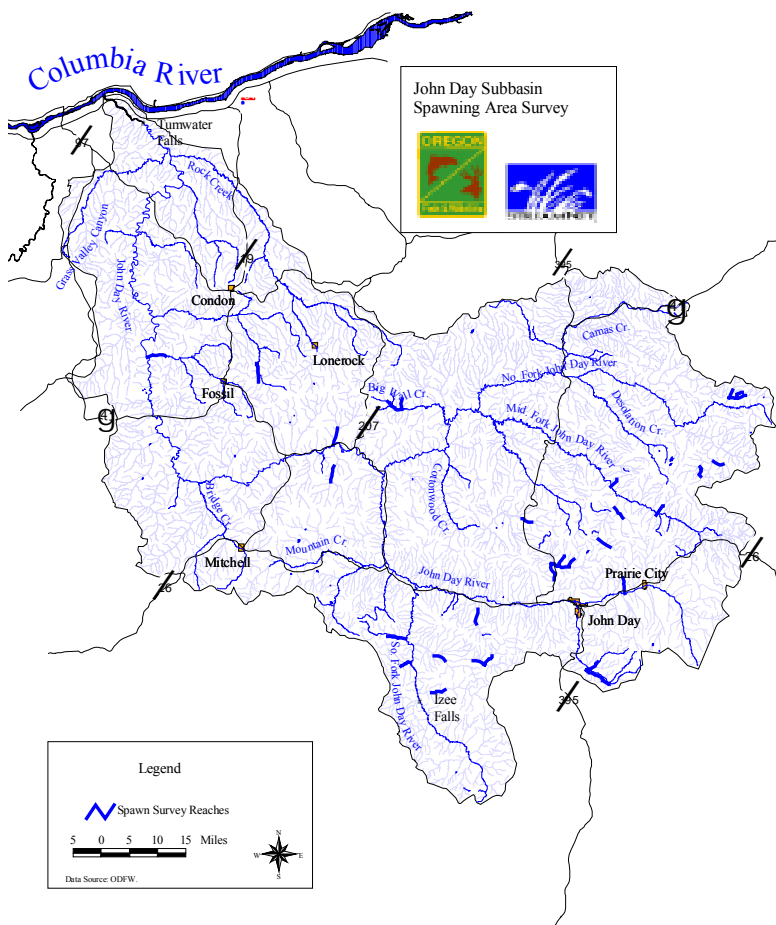 Columbia River
John Day Subbasin
Spawning Area Survey
OREGON
Tumwater
Falls
97
Rock Creek
Grass Valley Canyon
John Day
River
19
395
Condon
Camas Cr.
Lonerock
No. Fork John Day River
Fossil
Big Wall Cr.
Desolation Cr.
Mid. Fork John Day River
207
Cottonwood Cr.
Bridge Cr.
Mountain Cr.
Mitchell
26
John Day River
Prairie City
26
John Day
So. Fork John Day River
Izee
Falls
395
Legend
Spawn Survey Reaches
5 0 5 10 15 Miles
N
W E
S
Data Source: ODFW.